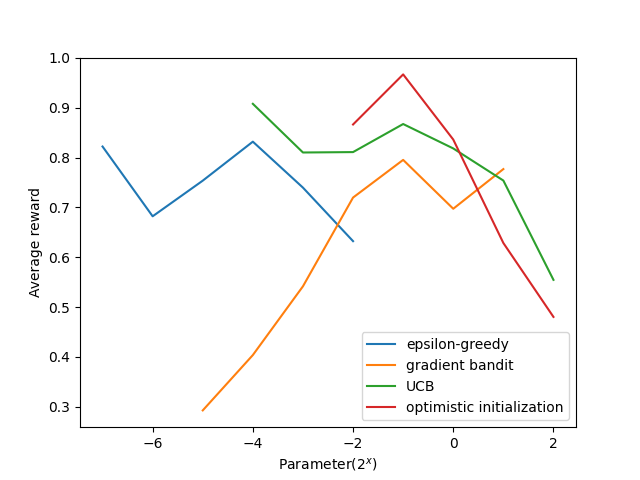 1.0
0.9
0.8
0.7
0.6
0.5
0.4
0.3
Average reward
−6
−4
−2
0
2
Parameter(2^x)
epsilon-greedy
gradient bandit
UCB
optimistic initialization